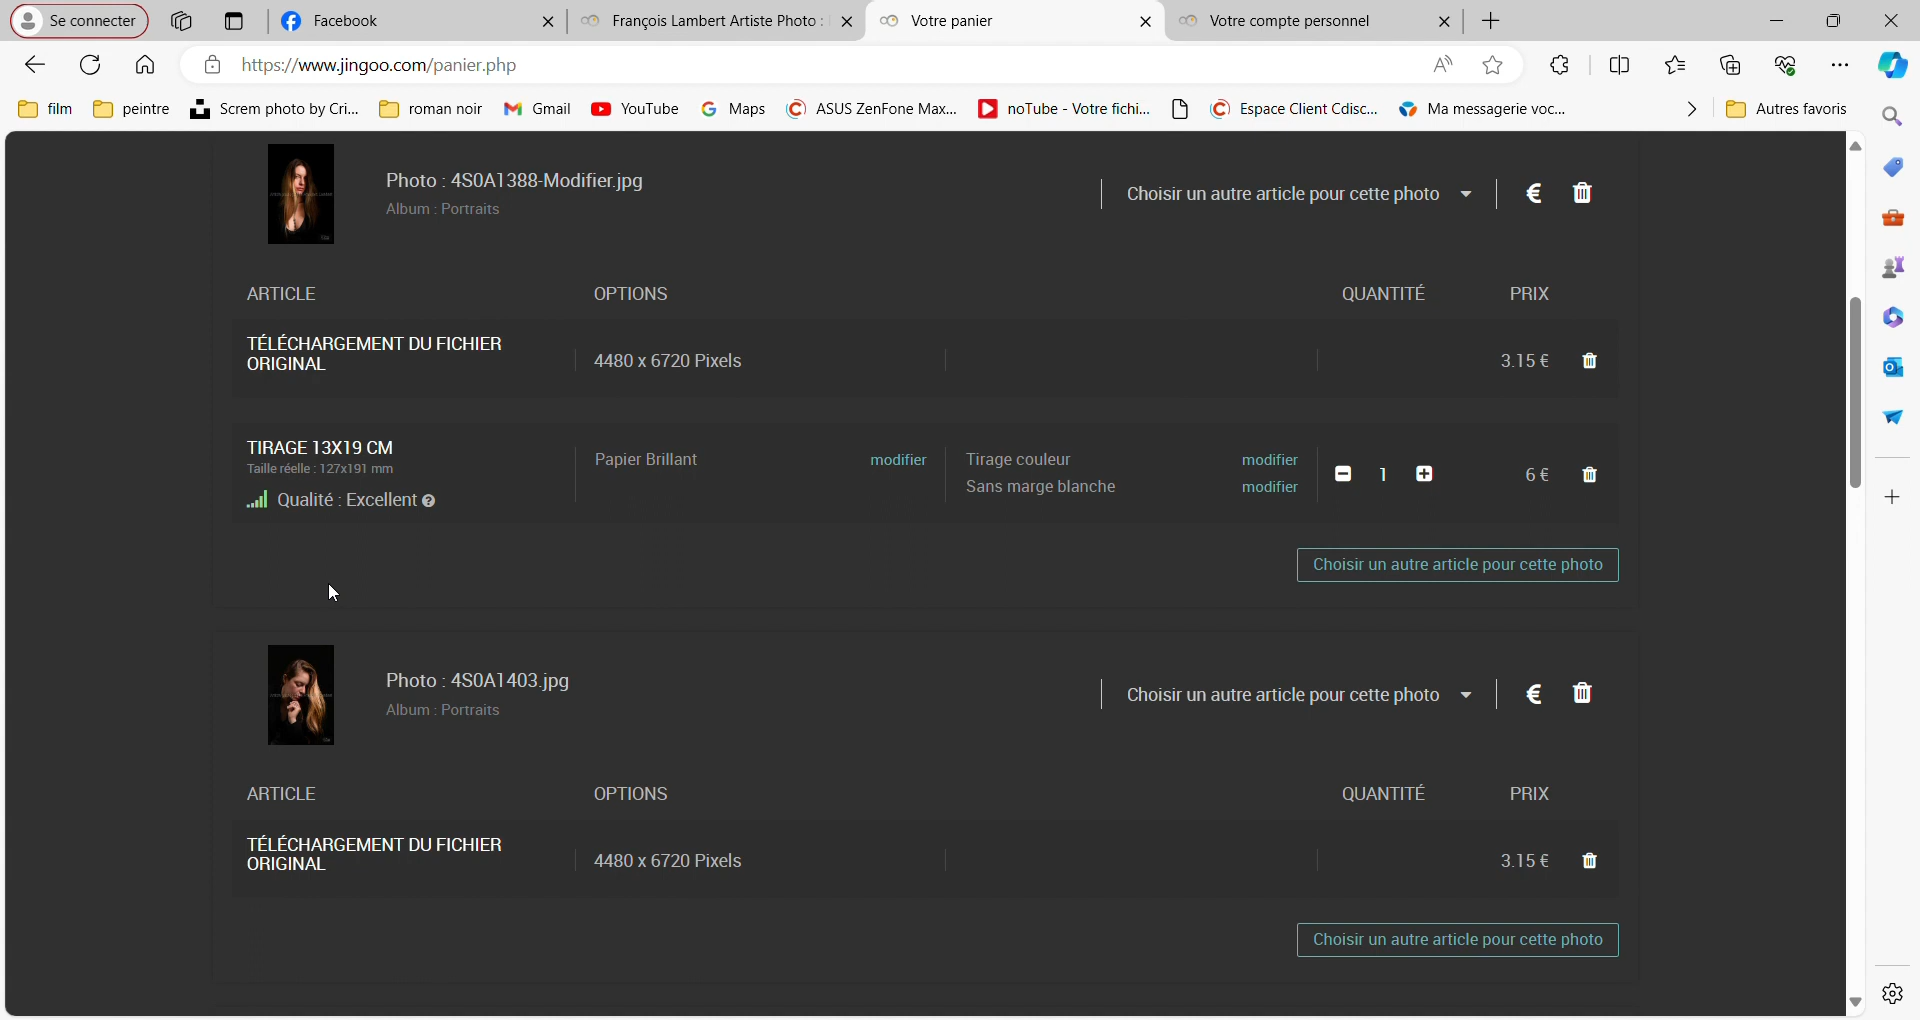 Se connecter
Facebook
François Lambert Artiste Photo :
Votre panier
Votre compte personnel
https://www.jingoo.com/panier.php
film
peintre
Screm photo by Cri...
roman noir
Gmail
YouTube
Maps
ASUS ZenFone Max...
noTube - Votre fichi...
Espace Client Cdisc...
Ma messagerie voc...
Autres favoris
Photo : 4S0A1388-Modifier.jpg
Album : Portraits
Choisir un autre article pour cette photo
€
ARTICLE
OPTIONS
QUANTITÉ
PRIX
TÉLÉCHARGEMENT DU FICHIER
ORIGINAL
4480 x 6720 Pixels
3.15 €
TIRAGE 13X19 CM
Taille réelle : 127x191 mm
Qualité : Excellent ?
Papier Brillant
modifier
Tirage couleur
modifier
Sans marge blanche
modifier
1
6 €
Choisir un autre article pour cette photo
Photo : 4S0A1403.jpg
Album : Portraits
Choisir un autre article pour cette photo
€
ARTICLE
OPTIONS
QUANTITÉ
PRIX
TÉLÉCHARGEMENT DU FICHIER
ORIGINAL
4480 x 6720 Pixels
3.15 €
Choisir un autre article pour cette photo